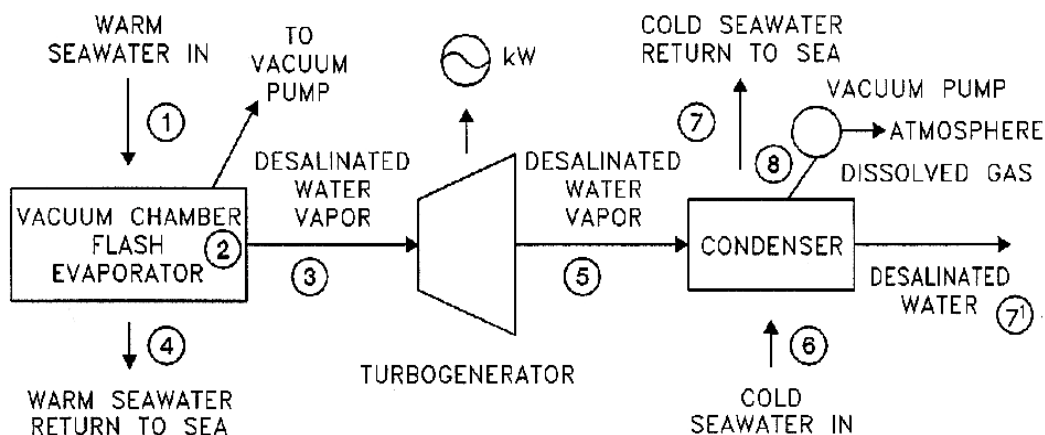 WARM
SEAWATER IN
1
TO
VACUUM
PUMP
kW
COLD SEAWATER
RETURN TO SEA
7
VACUUM PUMP
ATMOSPHERE
8
DISSOLVED GAS
DESALINATED
WATER
VAPOR
DESALINATED
WATER
VAPOR
VACUUM CHAMBER
FLASH
EVAPORATOR
2
3
5
CONDENSER
DESALINATED
WATER
7¹
4
WARM SEAWATER
RETURN TO SEA
TURBOGENERATOR
6
COLD
SEAWATER IN